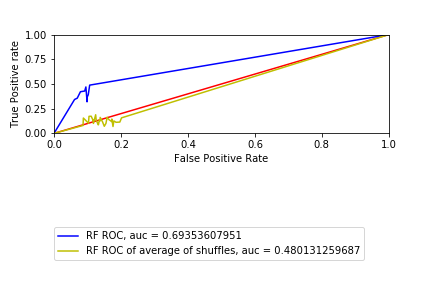 1.00
0.75
0.50
0.25
0.00
True Positive rate
0.0 0.2 0.4 0.6 0.8 1.0
False Positive Rate
RF ROC, auc = 0.69353607951
RF ROC of average of shuffles, auc = 0.480131259687